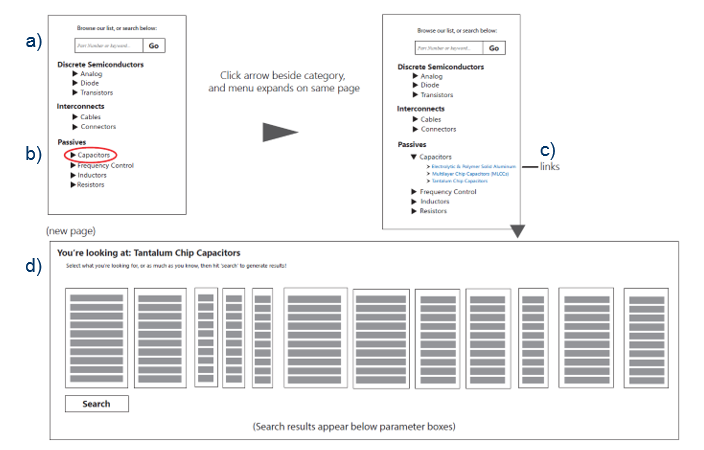 a)
Browse our list, or search below:
Part Number or keyword...
Go
Discrete Semiconductors
Analog
Diode
Transistors
Interconnects
Cables
Connectors
b)
Passives
Capacitors
Frequency Control
Inductors
Resistors
Click arrow beside category,
and menu expands on same page
Browse our list, or search below:
Part Number or keyword...
Go
Discrete Semiconductors
Analog
Diode
Transistors
Interconnects
Cables
Connectors
Passives
Capacitors
> Electrolytic & Polymer Solid Aluminum
> Multilayer Chip Capacitors (MLCCs)
> Tantalum Chip Capacitors
Frequency Control
Inductors
Resistors
c)
links
(new page)
d)
You're looking at: Tantalum Chip Capacitors
Select what you're looking for, or as much as you know, then hit 'search' to generate results!
Search
(Search results appear below parameter boxes)